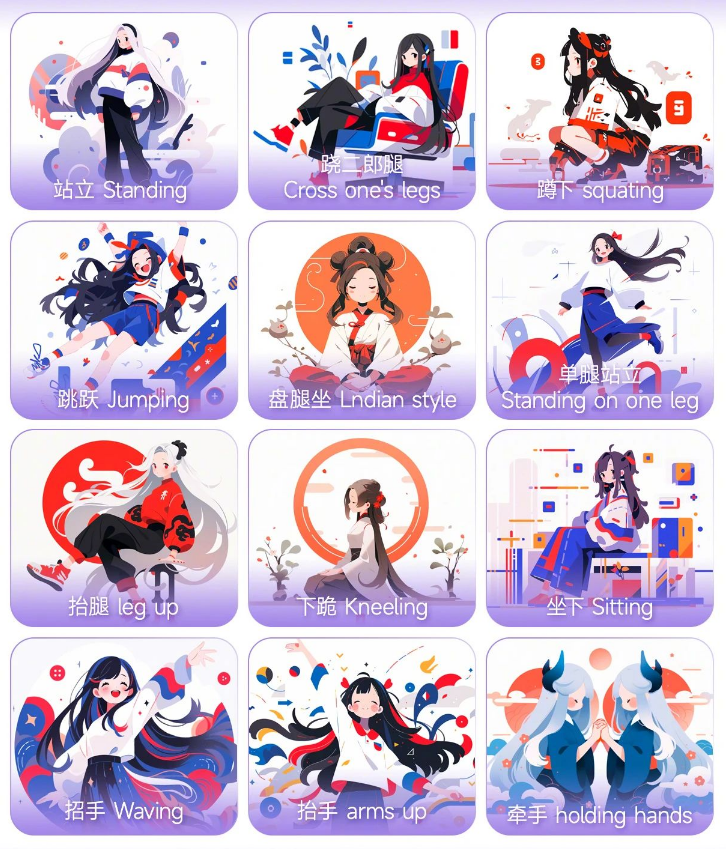 站立 Standing
跷二郎腿
Cross one's legs
蹲下 squating
跳跃 Jumping
盘腿坐 Lndian style
单腿站立
Standing on one leg
抬腿 leg up
下跪 Kneeling
坐下 Sitting
招手 Waving
抬手 arms up
牵手 holding hands